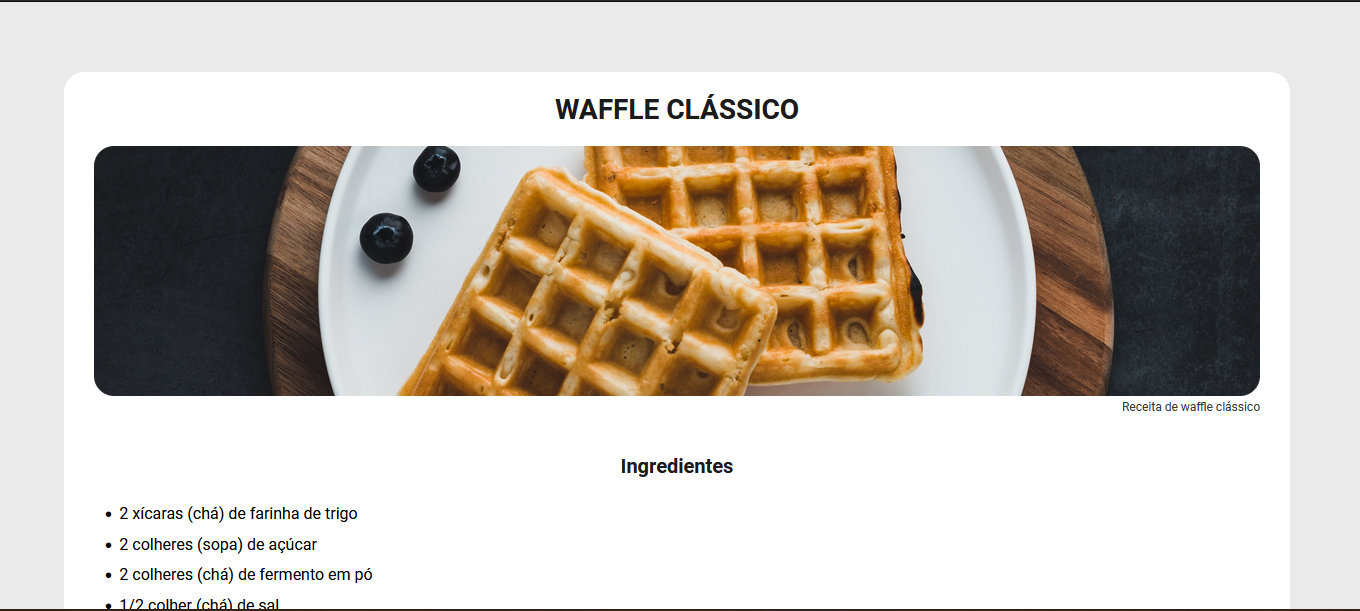 WAFFLE CLÁSSICO
Receita de waffle clássico
Ingredientes
2 xícaras (chá) de farinha de trigo
2 colheres (sopa) de açúcar
2 colheres (chá) de fermento em pó
1/2 colher (chá) de sal